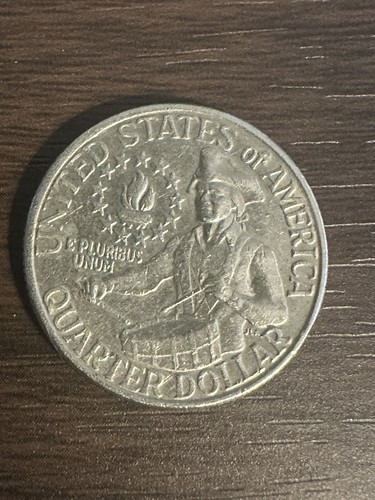 UNITED STATES OF AMERICA
E PLURIBUS
UNUM
QUARTER DOLLAR